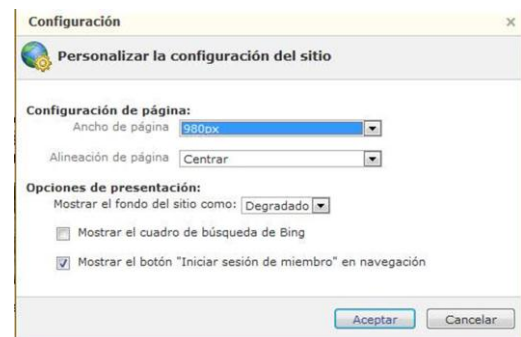 Configuración
Personalizar la configuración del sitio
Configuración de página:
Ancho de página 980px
Alineación de página Centrar
Opciones de presentación:
Mostrar el fondo del sitio como: Degradado
Mostrar el cuadro de búsqueda de Bing
Mostrar el botón "Iniciar sesión de miembro" en navegación
Aceptar Cancelar